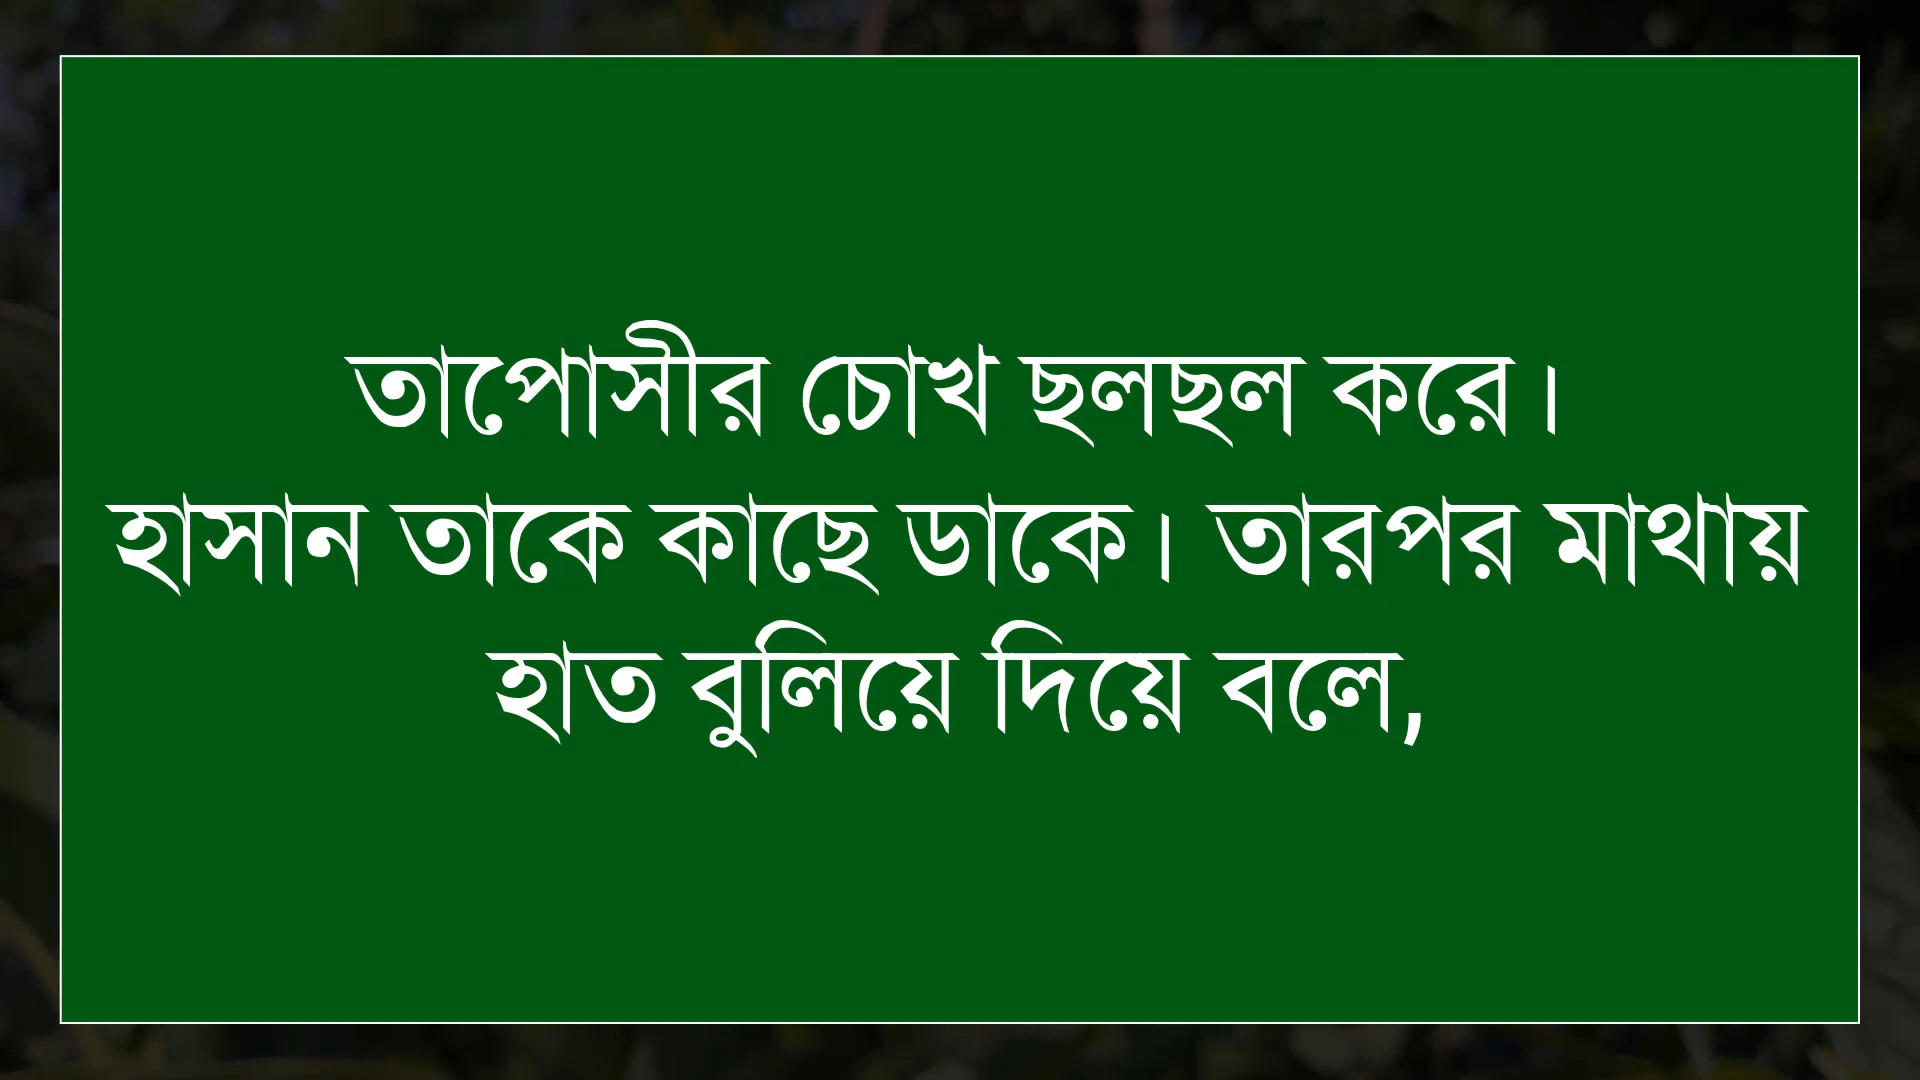 তাপোসীর চোখ ছলছল করে।
হাসান তাকে কাছে ডাকে। তারপর মাথায়
হাত বুলিয়ে দিয়ে বলে,